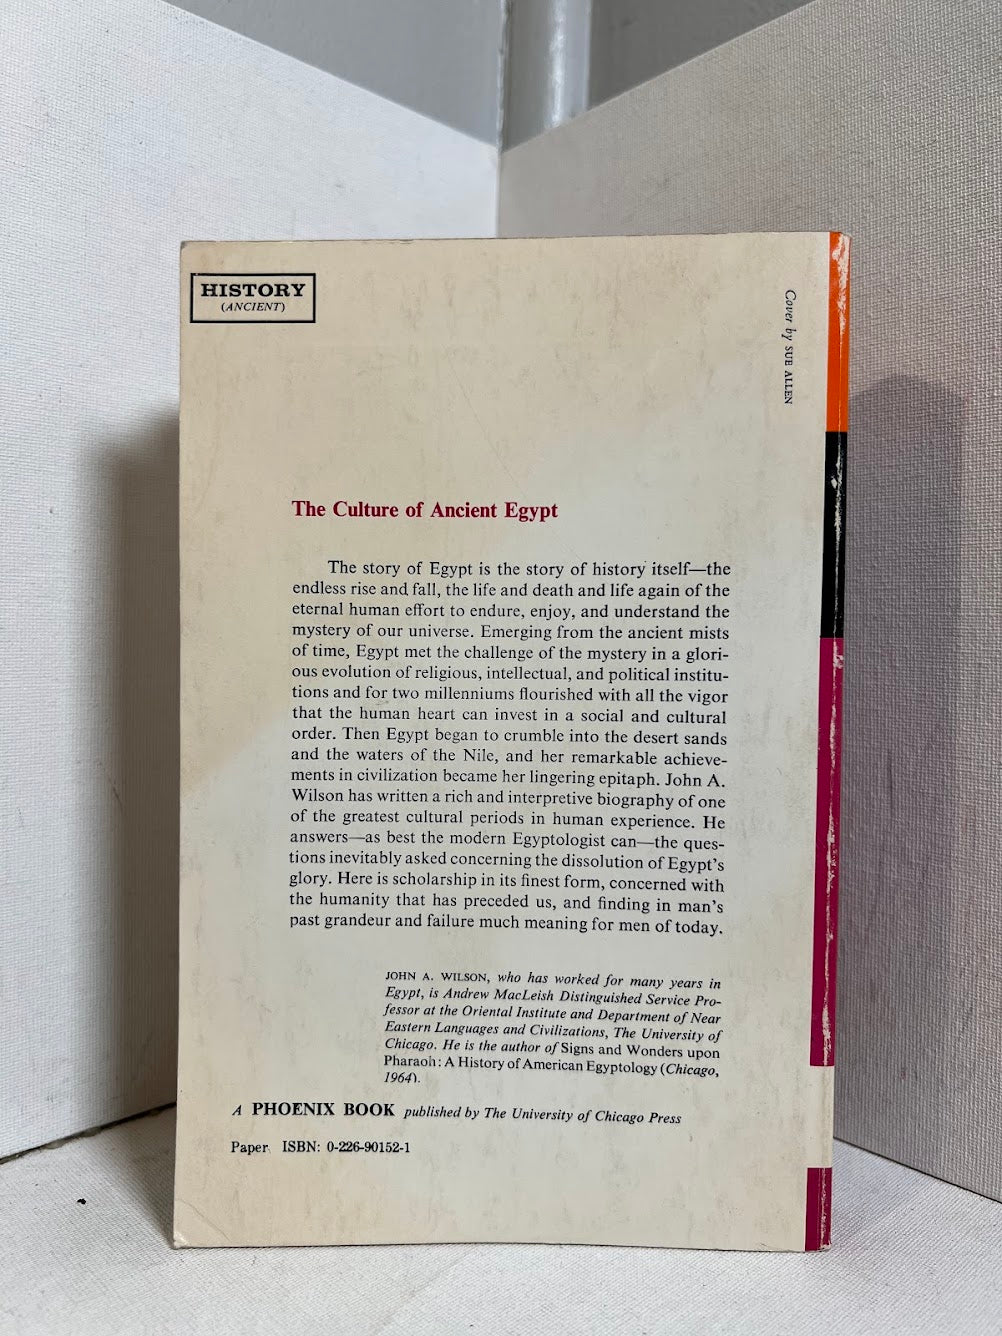 HISTORY
(ANCIENT)
Cover by SUE ALLEN
The Culture of Ancient Egypt
The story of Egypt is the story of history itself—the
endless rise and fall, the life and death and life again of the
eternal human effort to endure, enjoy, and understand the
mystery of our universe. Emerging from the ancient mists
of time, Egypt met the challenge of the mystery in a glori-
ous evolution of religious, intellectual, and political institu-
tions and for two millenniums flourished with all the vigor
that the human heart can invest in a social and cultural
order. Then Egypt began to crumble into the desert sands
and the waters of the Nile, and her remarkable achieve-
ments in civilization became her lingering epitaph. John A.
Wilson has written a rich and interpretive biography of one
of the greatest cultural periods in human experience. He
answers—as best the modern Egyptologist can—the ques-
tions inevitably asked concerning the dissolution of Egypt's
glory. Here is scholarship in its finest form, concerned with
the humanity that has preceded us, and finding in man's
past grandeur and failure much meaning for men of today.
JOHN A. WILSON, who has worked for many years in
Egypt, is Andrew MacLeish Distinguished Service Pro-
fessor at the Oriental Institute and Department of Near
Eastern Languages and Civilizations, The University of
Chicago. He is the author of Signs and Wonders upon
Pharaoh: A History of American Egyptology (Chicago,
1964).
A PHOENIX BOOK published by The University of Chicago Press
Paper ISBN: 0-226-90152-1